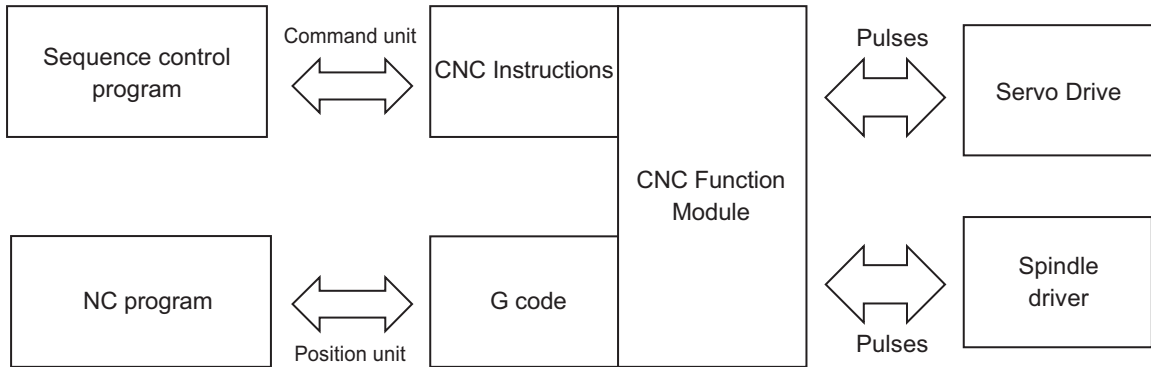 Sequence control
program
Command unit
CNC Instructions
Pulses
Servo Drive
CNC Function
Module
NC program
Position unit
G code
Spindle
driver
Pulses